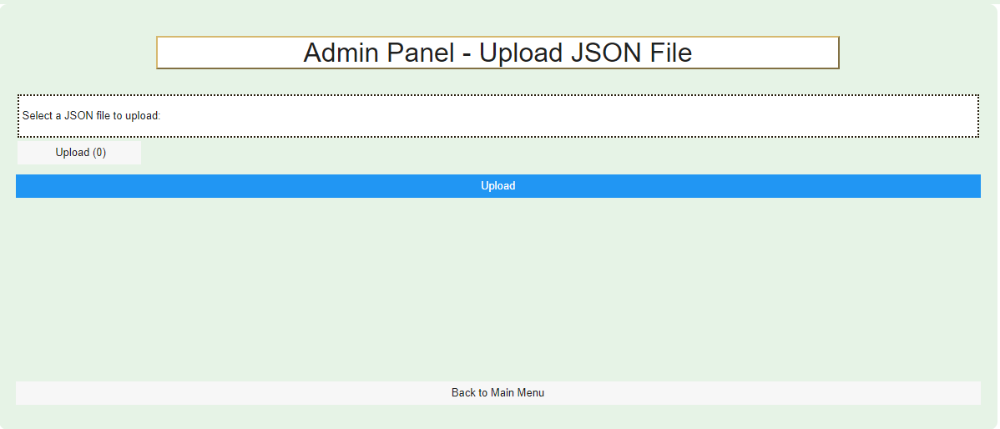 Admin Panel - Upload JSON File
Select a JSON file to upload:
Upload (0)
Upload
Back to Main Menu